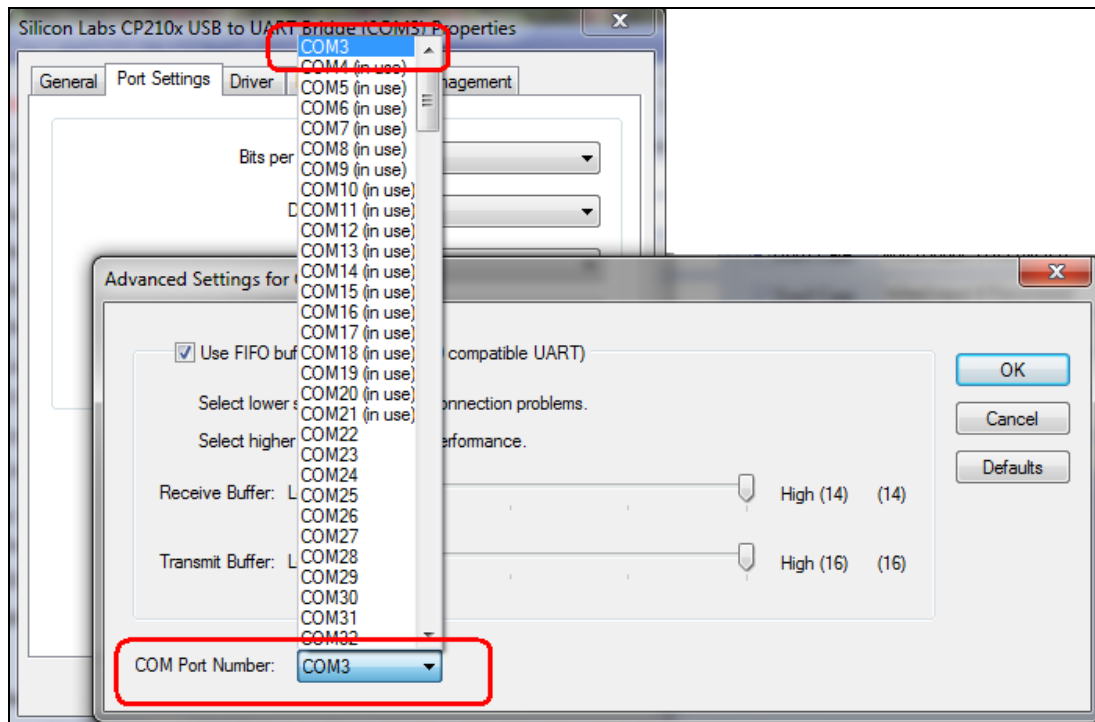 Silicon Labs CP210x USB to UART Bridge (COM3) Properties
General Port Settings Driver nagement
Bits per
D
Advanced Settings for
COM3
COM4 (in use)
COM5 (in use)
COM6 (in use)
COM7 (in use)
COM8 (in use)
COM9 (in use)
COM10 (in use)
COM11 (in use)
COM12 (in use)
COM13 (in use)
COM14 (in use)
COM15 (in use)
COM16 (in use)
COM17 (in use)
COM18 (in use)
COM19 (in use)
COM20 (in use)
COM21 (in use)
COM22
COM23
COM24
COM25
COM26
COM27
COM28
COM29
COM30
COM31
COM32
Use FIFO buf compatible UART)
Select lower s onnection problems.
Select higher erformance.
Receive Buffer: L High (14) (14)
Transmit Buffer: L High (16) (16)
COM Port Number: COM3
OK
Cancel
Defaults